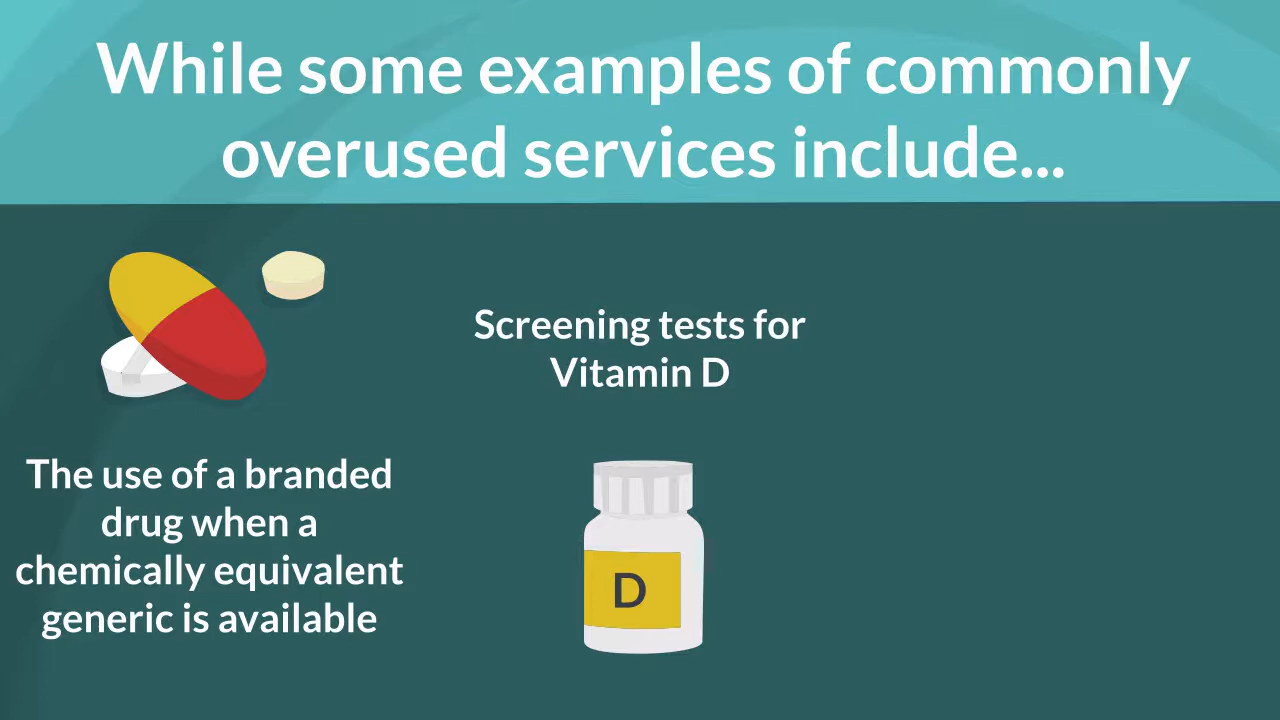 While some examples of commonly
overused services include...
Screening tests for
Vitamin D
The use of a branded
drug when a
chemically equivalent
generic is available
D